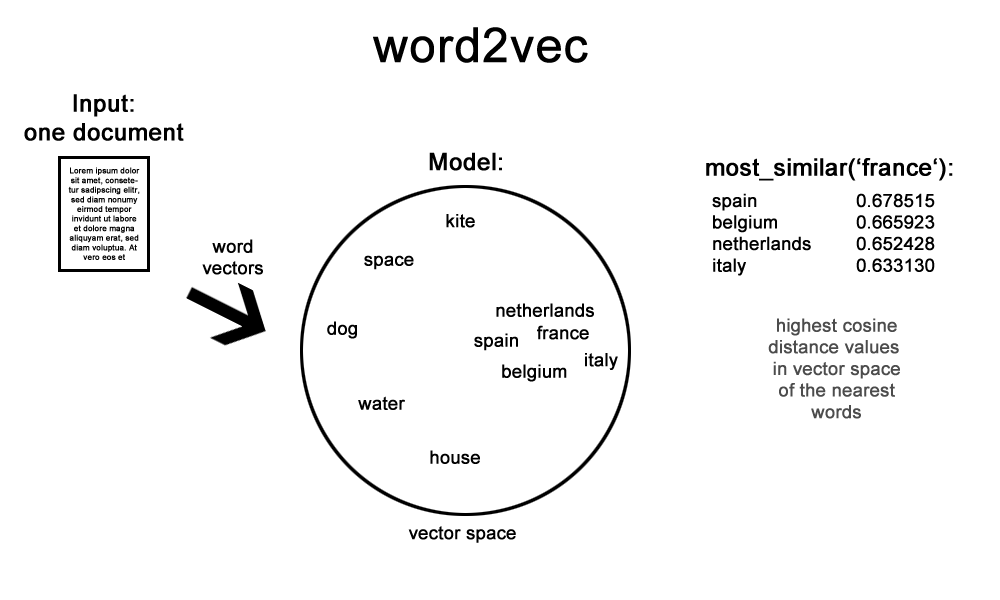 word2vec
Input:
one document
Lorem ipsum dolor
sit amet, consete-
tur sadipscing elitr,
sed diam nonumy
eirmod tempor
invidunt ut labore
et dolore magna
aliquyam erat, sed
diam voluptua. At
vero eos et
word
vectors
Model:
kite
space
dog
netherlands
france
spain
italy
belgium
water
house
vector space
most_similar(‘france‘):
spain 0.678515
belgium 0.665923
netherlands 0.652428
italy 0.633130
highest cosine
distance values
in vector space
of the nearest
words